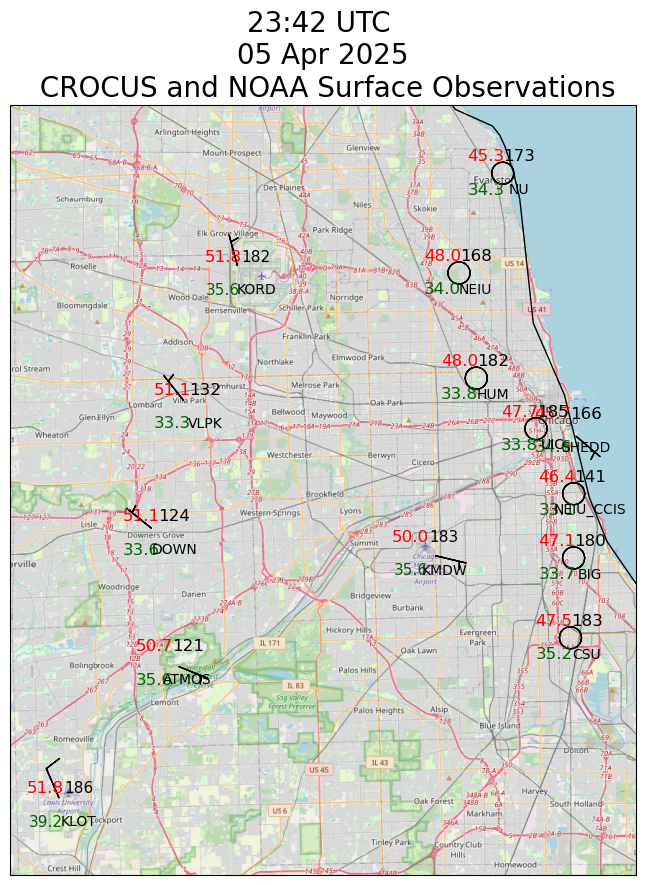 23:42 UTC
05 Apr 2025
CROCUS and NOAA Surface Observations
Arlington Heights
Glenview
Mount Prospect
45.3 173
Evanston
34.3 NU
Des Plaines
Schaumburg
Niles
Skokie
Elk Grove Village
Park Ridge
51.8 182
48.0 168
US 14
Roselle
35.6 KORD
34.0 NEIU
Wood Dale
Norridge
Bloomingdale
Bensenville
Schiller Park
US 41
Franklin Park
Addison
Elmwood Park
Northlake
48.0 182
51.1 132
Melrose Park
33.8 HUM
Villa Park
Oak Park
Lombard
Bellwood
Maywood
47.7 185
166
Glen Ellyn
33.3 VLPK
Chicago
Wheaton
Berwyn
33.8 UIC
SHEDD
Westchester
Cicero
46.4 141
Brookfield
NEIU_CCIS
Western Springs
Lyons
51.1 124
Lisle
Downers Grove
50.0 183
47.1 180
33.6 DOWN
Summit
35.6 KMDW
33.7 BIG
Woodridge
Darien
Bridgeview
Burbank
47.5 183
Hickory Hills
Evergreen
Park
50.7 121
IL 171
Oak Lawn
35.2 CSU
Bolingbrook
Palos Hills
ATMOS
IL 83
Lemont
Sag Valley
Forest Preserve
Palos Heights
Alsip
Blue Island
Romeoville
IL 43
Dolton
US 45
51.8 186
Harvey
Lewis University
Airport
US 6
Oak Forest
South Holland
Markham
39.2 KLOT
Tinley Park
Country Club
Hills
Crest Hill
Homewood